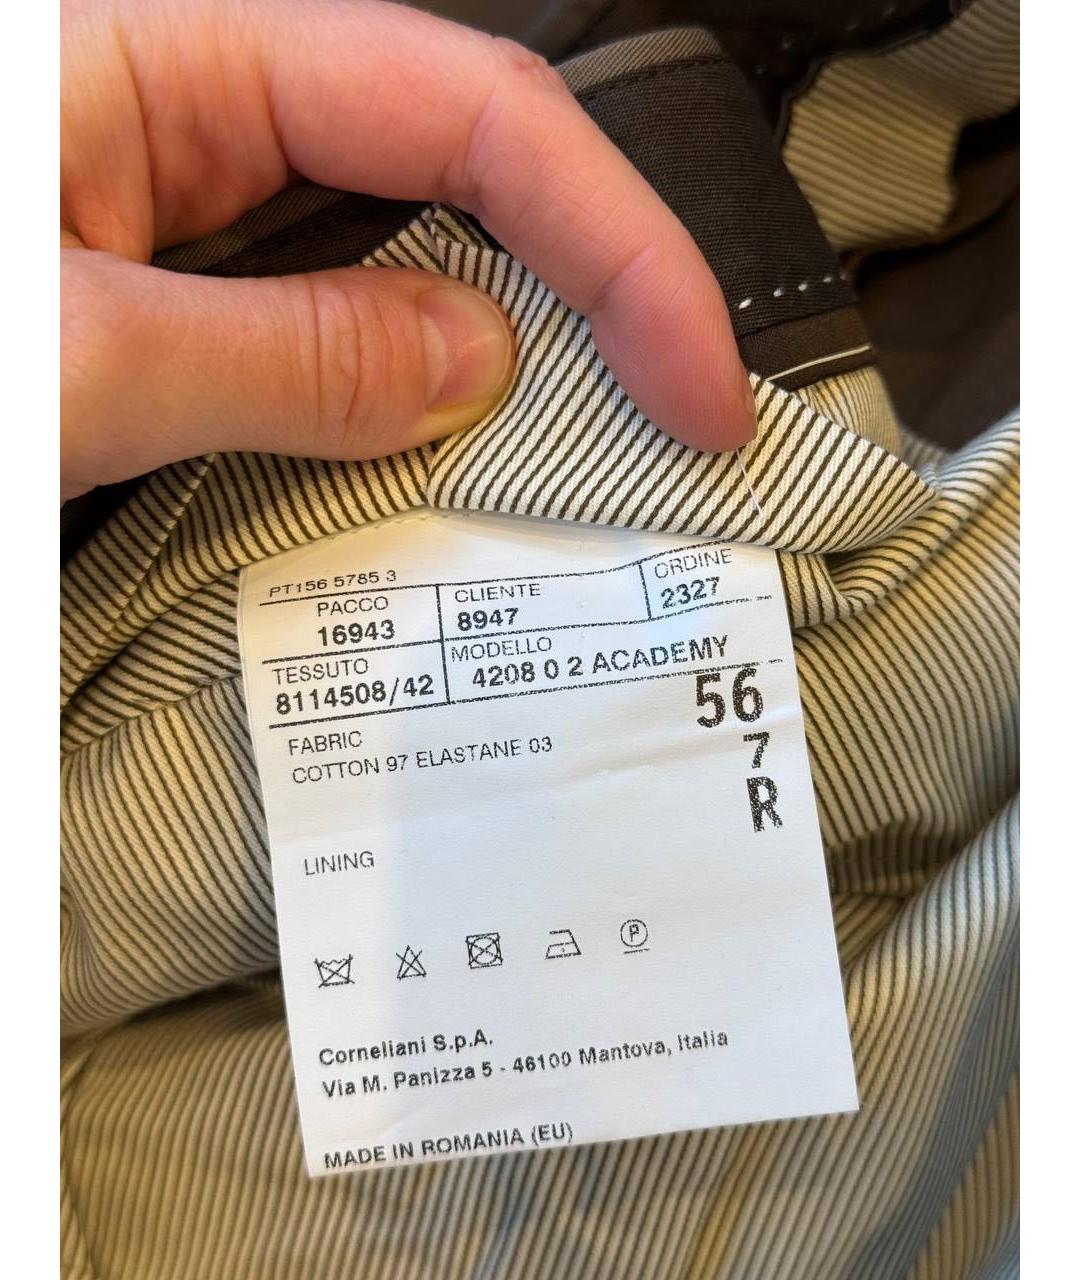 PT156 5785 3
PACCO
16943
CLIENTE
8947
ORDINE
2327
TESSUTO
8114508/42
MODELLO
4208 0 2 ACADEMY
56
7
R
FABRIC
COTTON 97 ELASTANE 03
LINING
P
Corneliani S.p.A.
Via M. Panizza 5 - 46100 Mantova, Italia
MADE IN ROMANIA (EU)